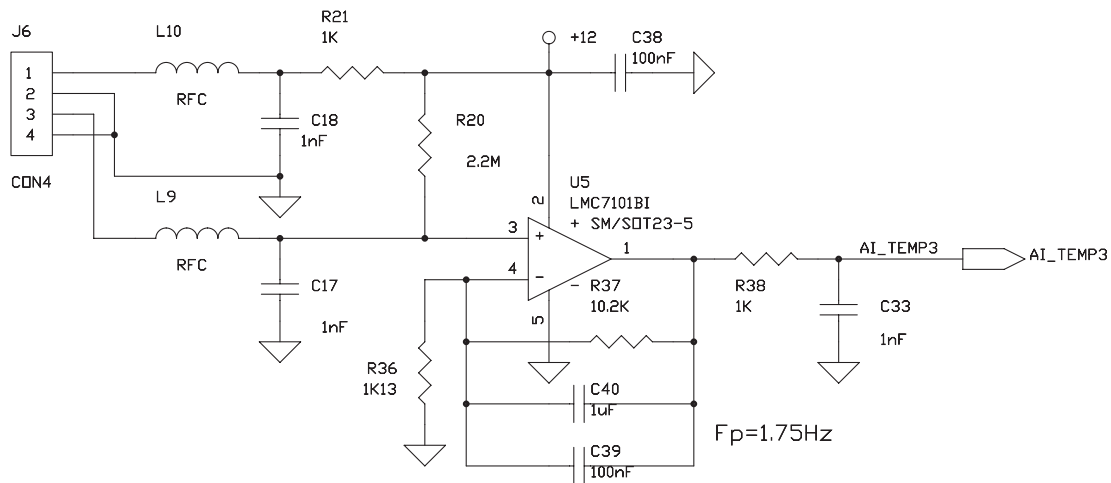 J6
1
2
3
4
CON4
L10
RFC
R21
1K
C18
1nF
R20
2.2M
+12
C38
100nF
L9
RFC
C17
1nF
U5
LMC7101BI
+ SM/SOT23-5
2
3
+
4
-
1
-
5
R37
10.2K
R36
1K13
C40
1uF
C39
100nF
R38
1K
AI_TEMP3
AI_TEMP3
C33
1nF
Fp=1.75Hz